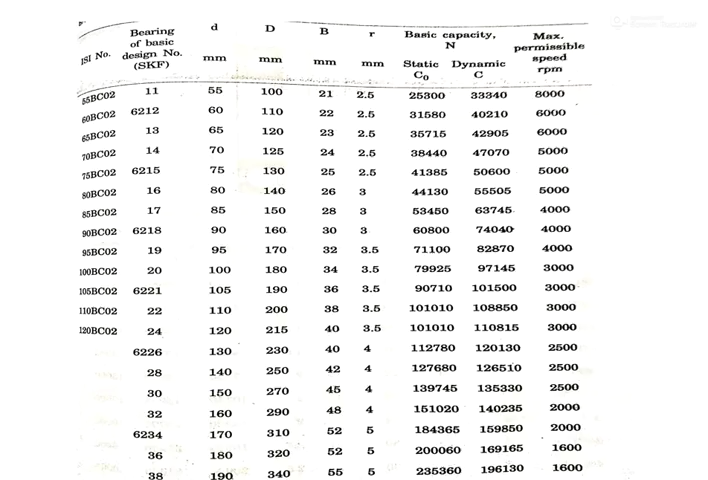 ISI No. Bearing of basic design No. (SKF) d mm D mm B mm r mm Basic capacity, N Static C₀ Dynamic C Max. permissible speed rpm
55BC02 11 55 100 21 2.5 25300 33340 8000
60BC02 6212 60 110 22 2.5 31580 40210 6000
65BC02 13 65 120 23 2.5 35715 42905 6000
70BC02 14 70 125 24 2.5 38440 47070 5000
75BC02 6215 75 130 25 2.5 41385 50600 5000
80BC02 16 80 140 26 3 44130 55505 5000
85BC02 17 85 150 28 3 53450 63745 4000
90BC02 6218 90 160 30 3 60800 74040 4000
95BC02 19 95 170 32 3.5 71100 82870 4000
100BC02 20 100 180 34 3.5 79925 97145 3000
105BC02 6221 105 190 36 3.5 90710 101500 3000
110BC02 22 110 200 38 3.5 101010 108850 3000
120BC02 24 120 215 40 3.5 101010 110815 3000
6226 130 230 40 4 112780 120130 2500
28 140 250 42 4 127680 126510 2500
30 150 270 45 4 139745 135330 2500
32 160 290 48 4 151020 140235 2000
6234 170 310 52 5 184365 159850 2000
36 180 320 52 5 200060 169165 1600
38 190 340 55 5 235360 196130 1600